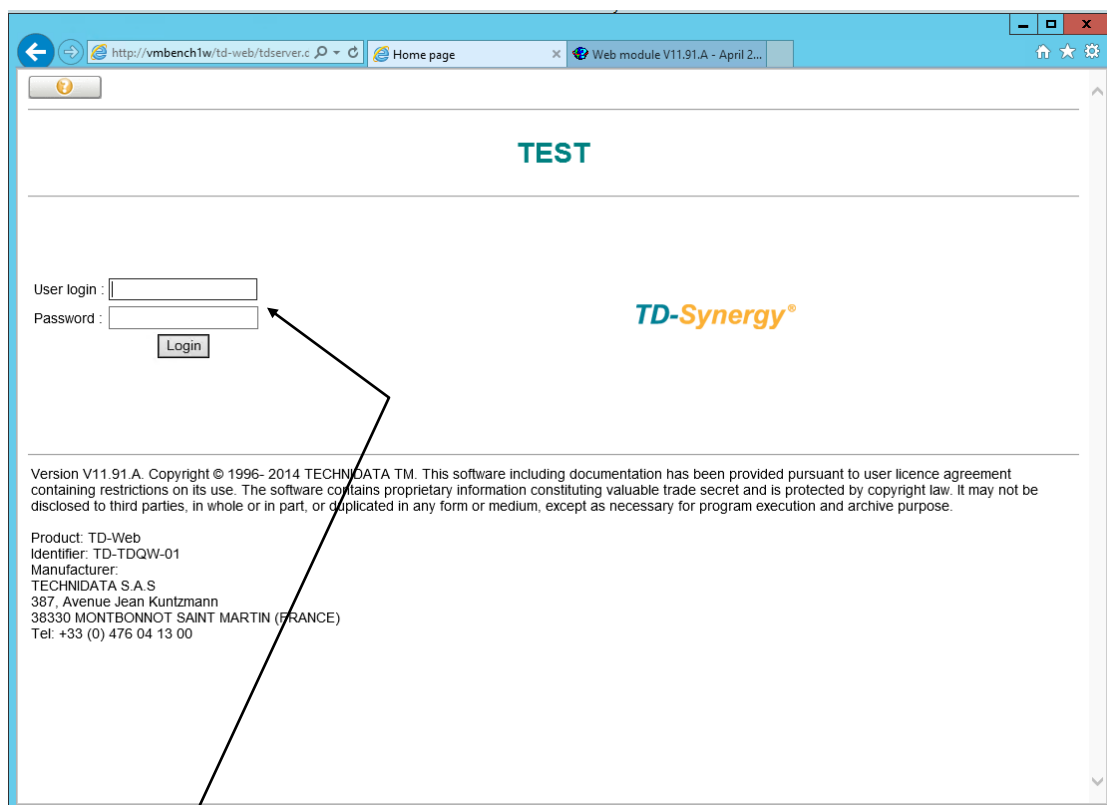 http://vmbench1w/td-web/tdserver.c
Home page
Web module V11.91.A - April 2...
TEST
User login :
Password :
Login
TD-Synergy®
Version V11.91.A. Copyright © 1996- 2014 TECHNIDATA TM. This software including documentation has been provided pursuant to user licence agreement
containing restrictions on its use. The software contains proprietary information constituting valuable trade secret and is protected by copyright law. It may not be
disclosed to third parties, in whole or in part, or duplicated in any form or medium, except as necessary for program execution and archive purpose.
Product: TD-Web
Identifier: TD-TDQW-01
Manufacturer:
TECHNIDATA S.A.S
387, Avenue Jean Kuntzmann
38330 MONTBONNOT SAINT MARTIN (FRANCE)
Tel: +33 (0) 476 04 13 00